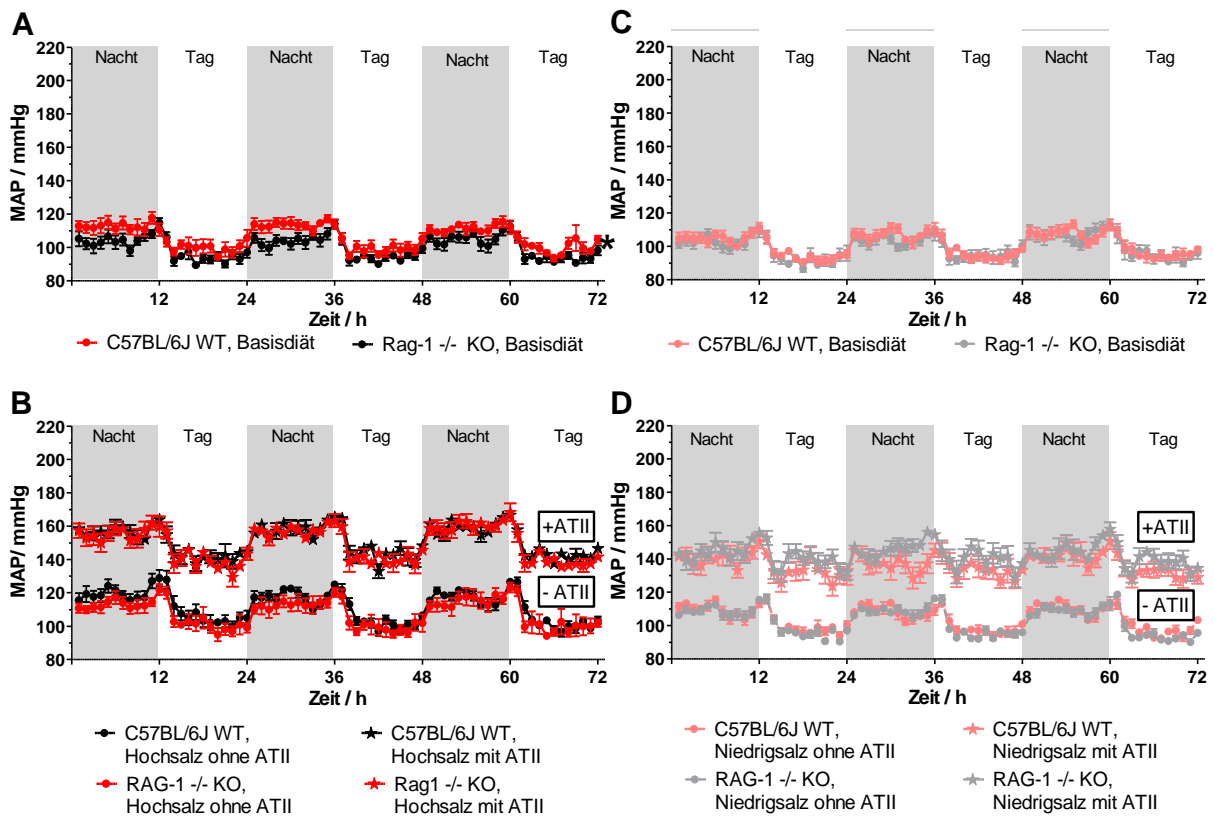 A
220
200
180
160
140
120
100
80
MAP / mmHg
Nacht Tag Nacht Tag Nacht Tag
*
12 24 36 48 60 72
Zeit / h
C57BL/6J WT, Basisdiät Rag-1 -/- KO, Basisdiät
C
220
200
180
160
140
120
100
80
MAP / mmHg
Nacht Tag Nacht Tag Nacht Tag
12 24 36 48 60 72
Zeit / h
C57BL/6J WT, Basisdiät Rag-1 -/- KO, Basisdiät
B
220
200
180
160
140
120
100
80
MAP/ mmHg
Nacht Tag Nacht Tag Nacht Tag
+ATII
- ATII
12 24 36 48 60 72
Zeit / h
C57BL/6J WT,
Hochsalz ohne ATII
C57BL/6J WT,
Hochsalz mit ATII
RAG-1 -/- KO,
Hochsalz ohne ATII
Rag1 -/- KO,
Hochsalz mit ATII
D
220
200
180
160
140
120
100
80
MAP/ mmHg
Nacht Tag Nacht Tag Nacht Tag
+ATII
- ATII
12 24 36 48 60 72
Zeit / h
C57BL/6J WT,
Niedrigsalz ohne ATII
C57BL/6J WT,
Niedrigsalz mit ATII
RAG-1 -/- KO,
Niedrigsalz ohne ATII
RAG-1 -/- KO,
Niedrigsalz mit ATII